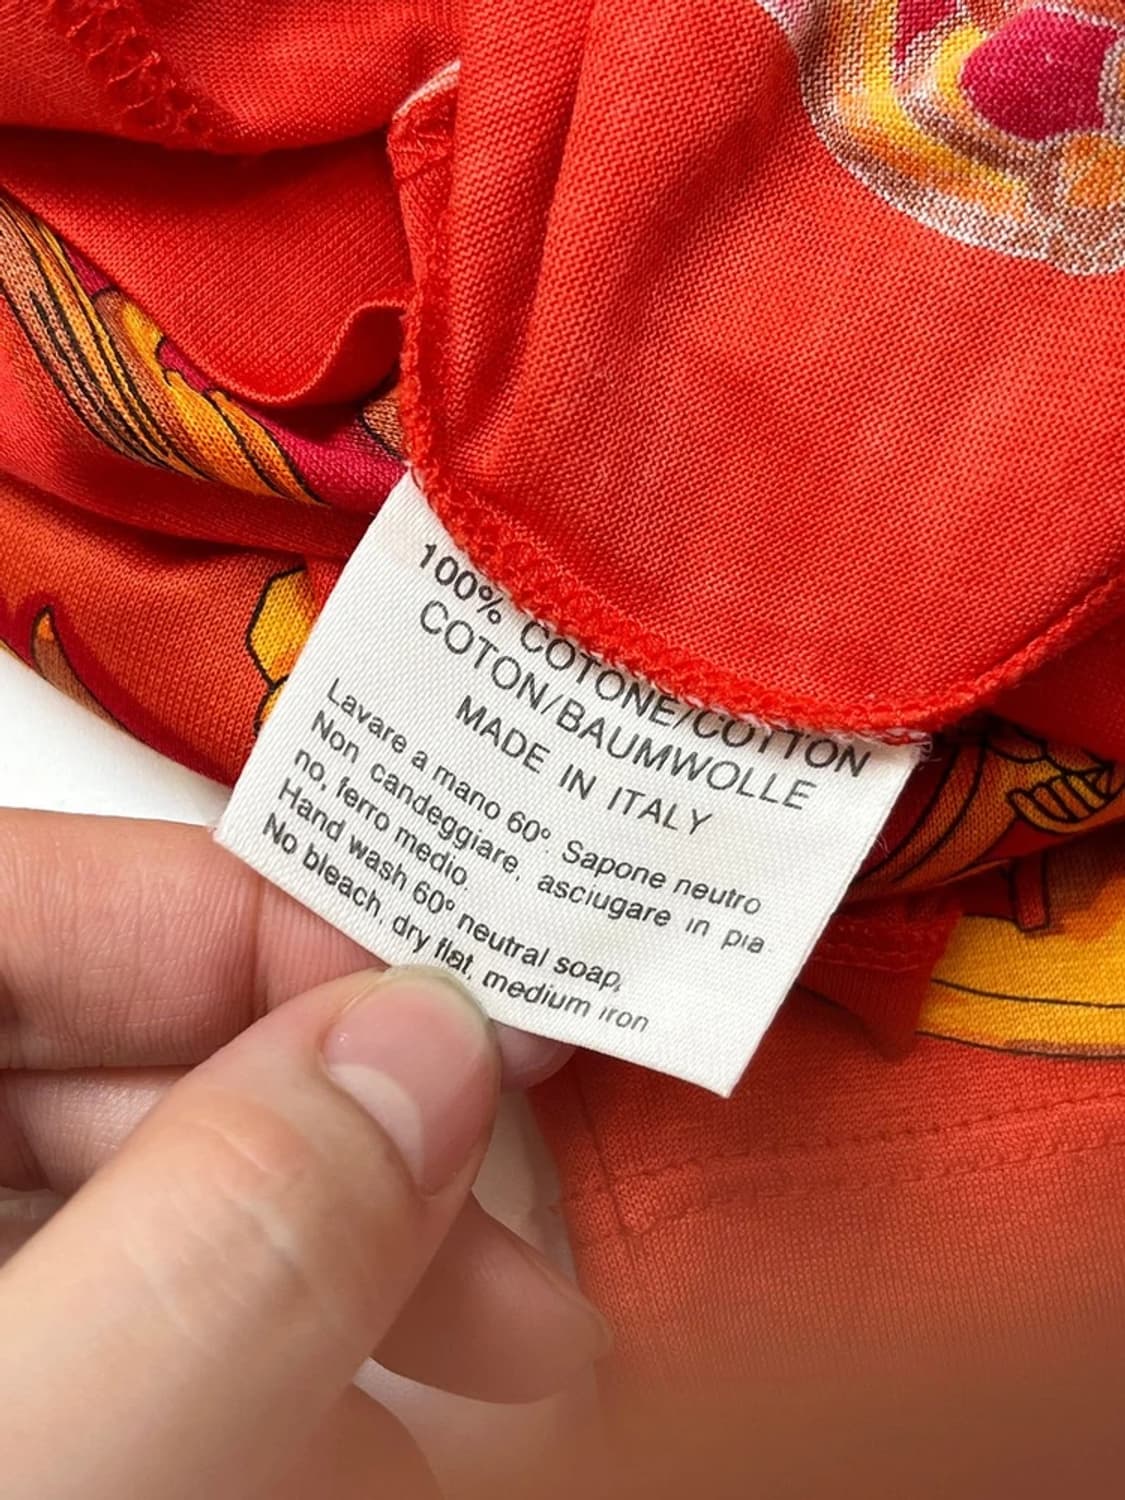 100% COTONE/COTTON
COTON/BAUMWOLLE
MADE IN ITALY
Lavare a mano 60°. Sapone neutro
Non candeggiare, asciugare in pia
no, ferro medio.
Hand wash 60° neutral soap,
No bleach, dry flat, medium iron